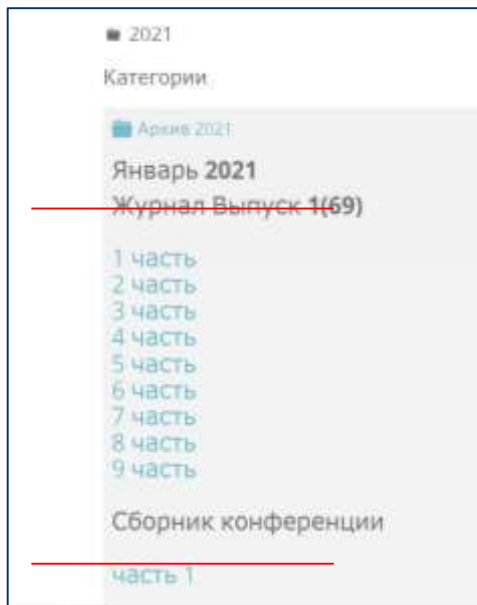 2021
Категории
Архив 2021
Январь 2021
Журнал Выпуск 1(69)
1 часть
2 часть
3 часть
4 часть
5 часть
6 часть
7 часть
8 часть
9 часть
Сборник конференции
часть 1